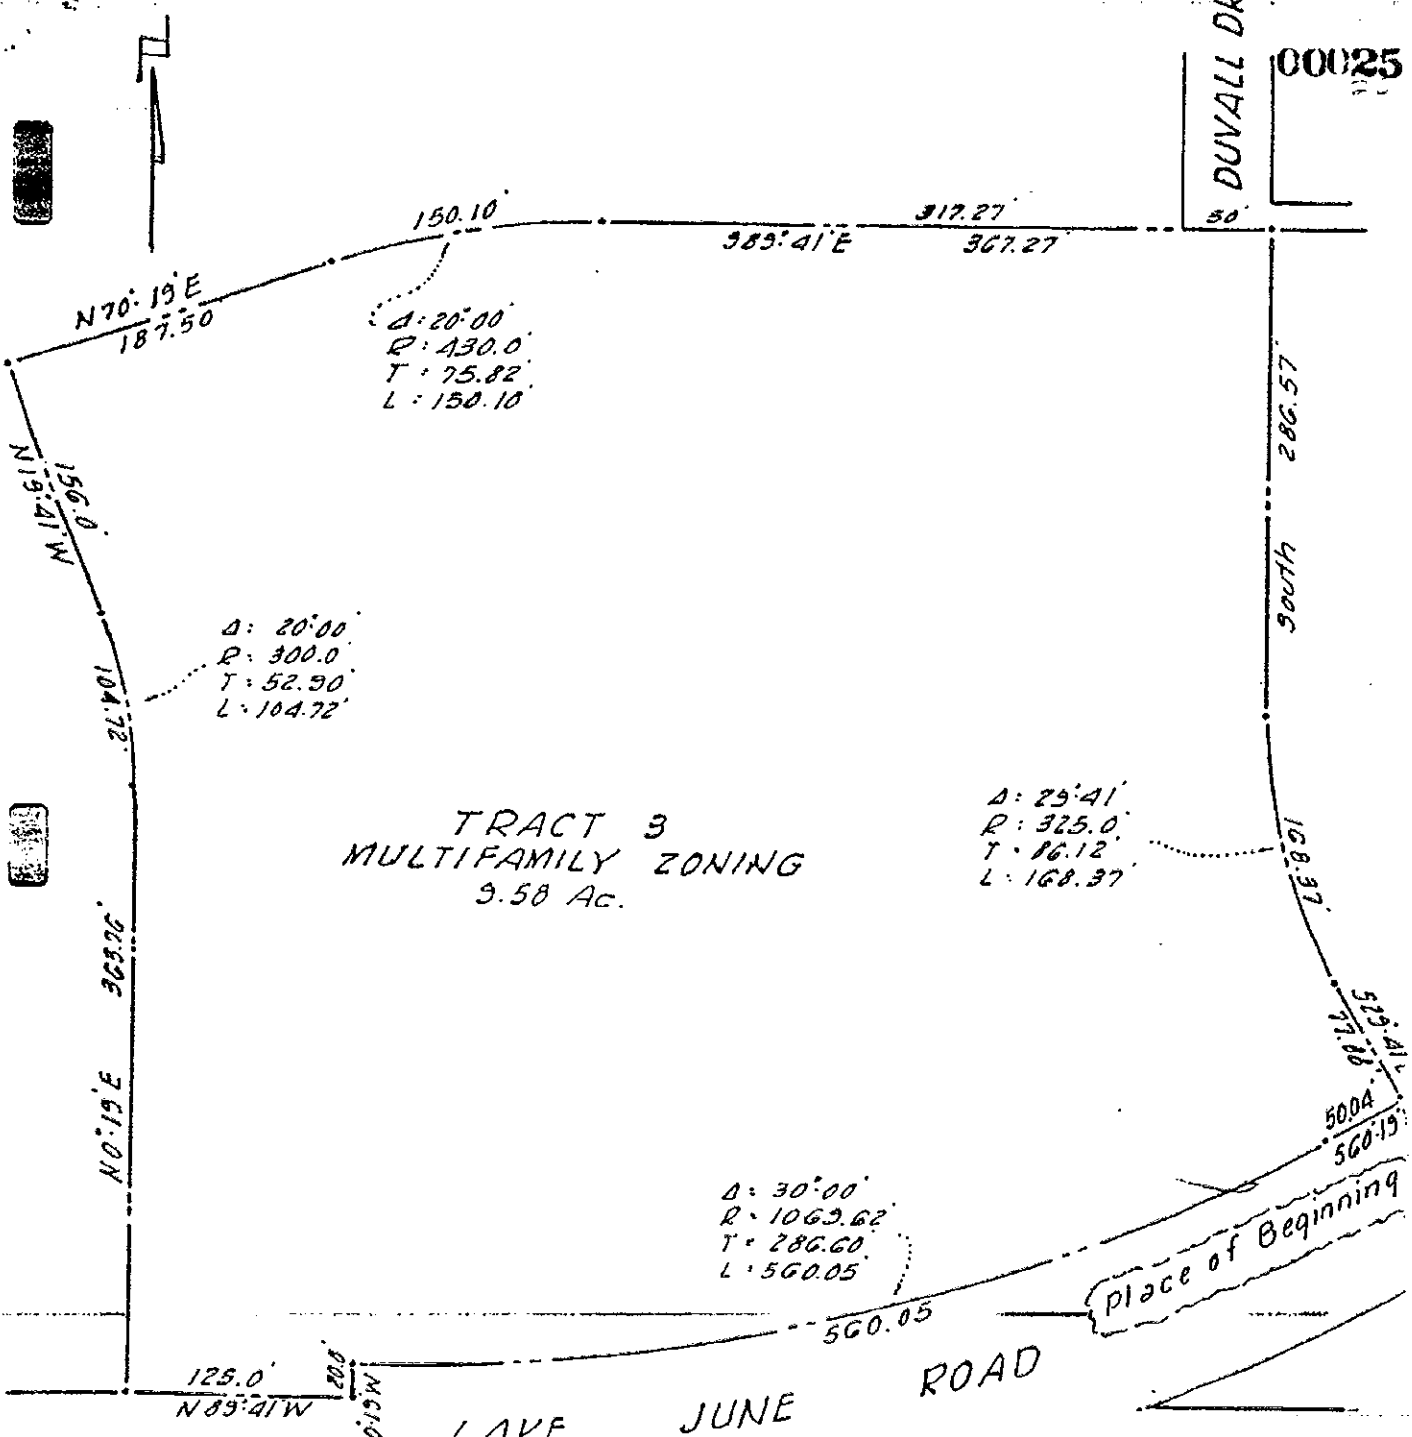 DUVALL DR
00025
150.10'
317.27'
50'
S89°41'E
367.27'
N70°19'E
187.50'
Δ: 20°00'
R: 430.0'
T: 75.82'
L: 150.10'
286.57'
South
156.0'
N19°41'W
Δ: 20°00'
R: 300.0'
T: 52.90'
L: 104.72'
104.72'
TRACT 3
MULTIFAMILY ZONING
9.58 Ac.
Δ: 29°41'
R: 325.0'
T: 86.12'
L: 168.37'
168.37'
363.76'
N0°19'E
S29°41'
77.88'
50.04'
S60°19'
Place of Beginning
Δ: 30°00'
R: 1069.62'
T: 286.60'
L: 560.05'
560.05
125.0'
N89°41'W
20.0'
0°19'W
LAKE JUNE ROAD